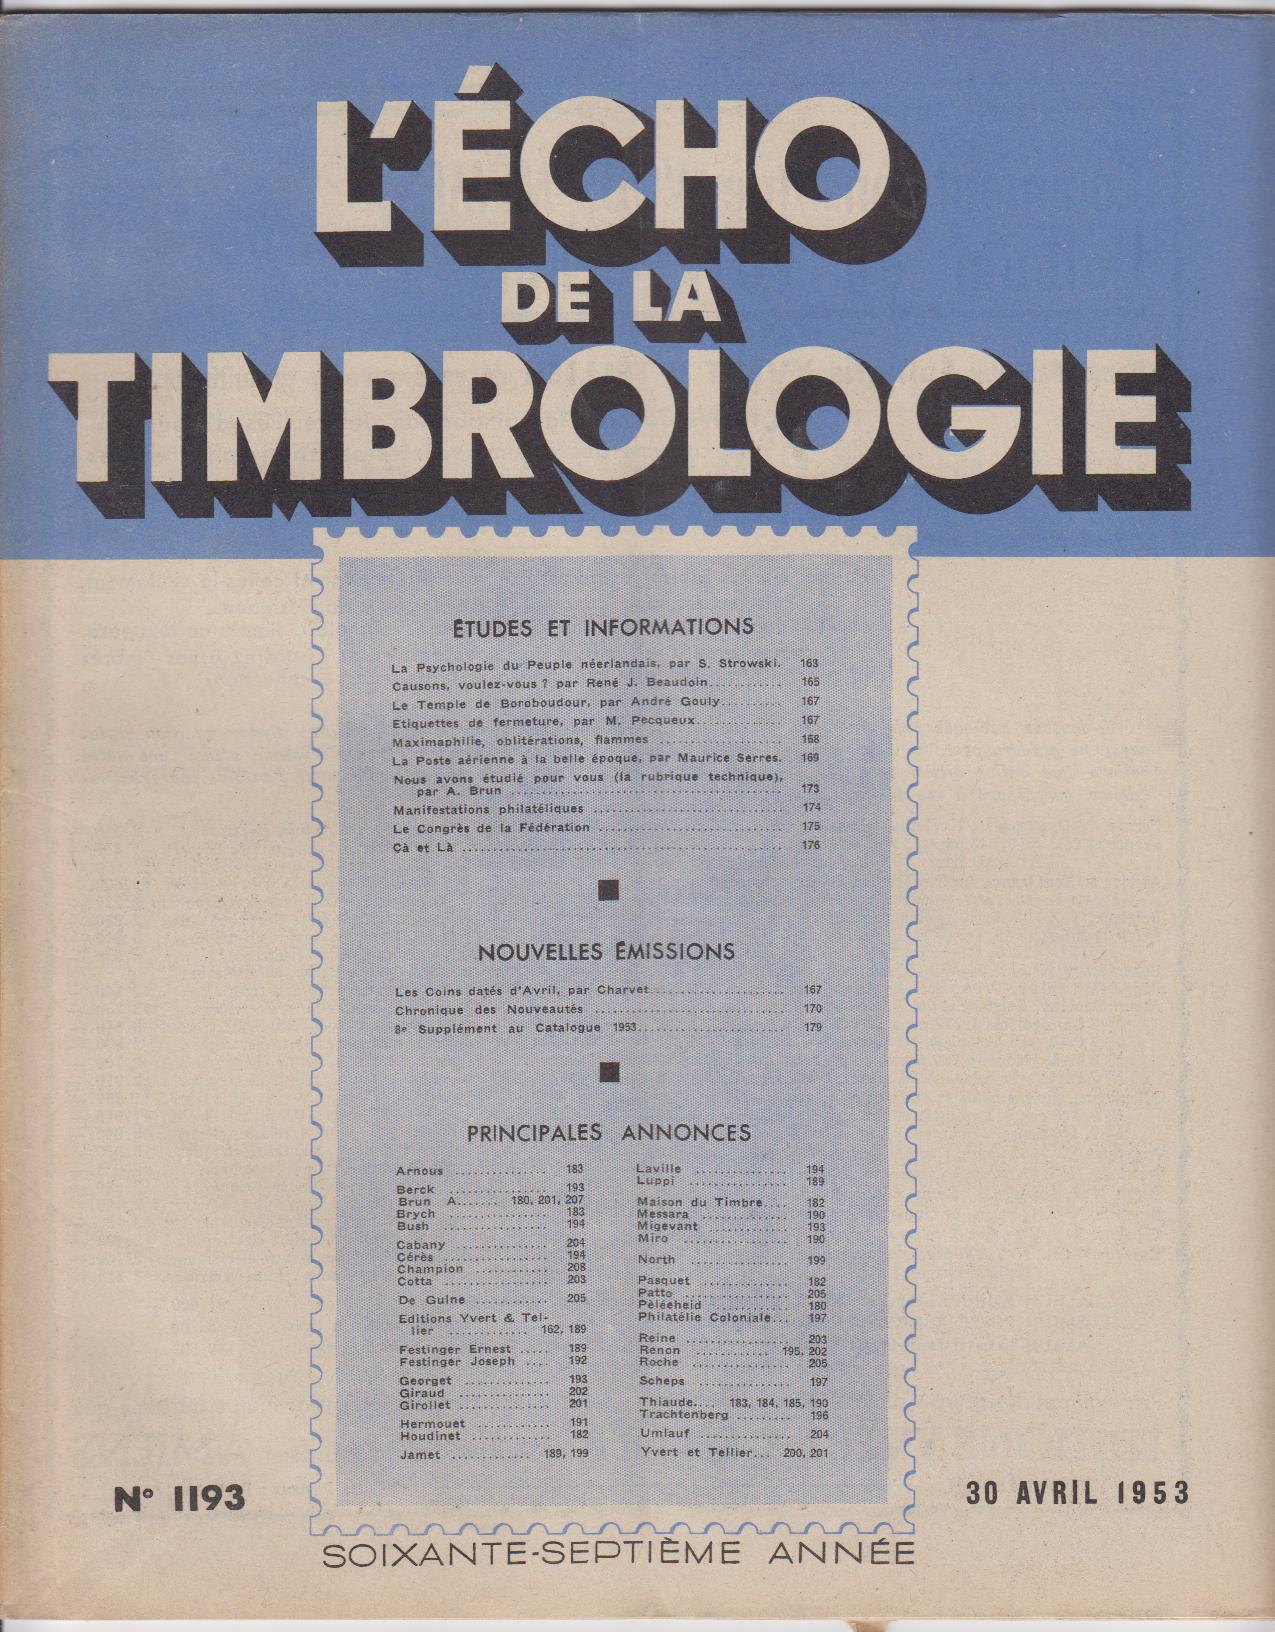 L'ÉCHO
DE LA
TIMBROLOGIE
ÉTUDES ET INFORMATIONS
La Psychologie du Peuple néerlandais, par S. Strowski. 163
Causons, voulez-vous ? par René J. Beaudoin............ 165
Le Temple de Boroboudour, par André Gouly.......... 167
Etiquettes de fermeture, par M. Pecqueux.............. 167
Maximaphilie, oblitérations, flammes .................... 168
La Poste aérienne à la belle époque, par Maurice Serres. 169
Nous avons étudié pour vous (la rubrique technique),
par A. Brun ............................................ 173
Manifestations philatéliques ............................... 174
Le Congrès de la Fédération .............................. 175
Çà et Là .................................................... 176
NOUVELLES ÉMISSIONS
Les Coins datés d'Avril, par Charvet...................... 167
Chronique des Nouveautés ............................... 170
8e Supplément au Catalogue 1953........................ 179
PRINCIPALES ANNONCES
Arnous ............... 183
Berck ................ 193
Brun A....... 180, 201, 207
Brych ................ 183
Bush ................. 194
Cabany ............... 204
Cérès ................. 194
Champion ............ 208
Cotta ................. 203
De Guine ............ 205
Editions Yvert & Tel-
lier ............. 162, 189
Festinger Ernest ..... 189
Festinger Joseph .... 192
Georget .............. 193
Giraud ............... 202
Girollet ............... 201
Hermouet ............ 191
Houdinet ............. 182
Jamet ............. 189, 199
Laville ............... 194
Luppi ................ 189
Maison du Timbre.... 182
Messara .............. 190
Migevant ............. 193
Miro ................. 190
North ................ 199
Pasquet .............. 182
Patto ................. 205
Pèléeheid ............ 180
Philatélie Coloniale... 197
Reine ................. 203
Renon ............ 195, 202
Roche ................ 205
Scheps ............... 197
Thiaude.... 183, 184, 185, 190
Trachtenberg ......... 196
Umlauf ............... 204
Yvert et Tellier... 200, 201
N° 1193
30 AVRIL 1953
SOIXANTE-SEPTIÈME ANNÉE